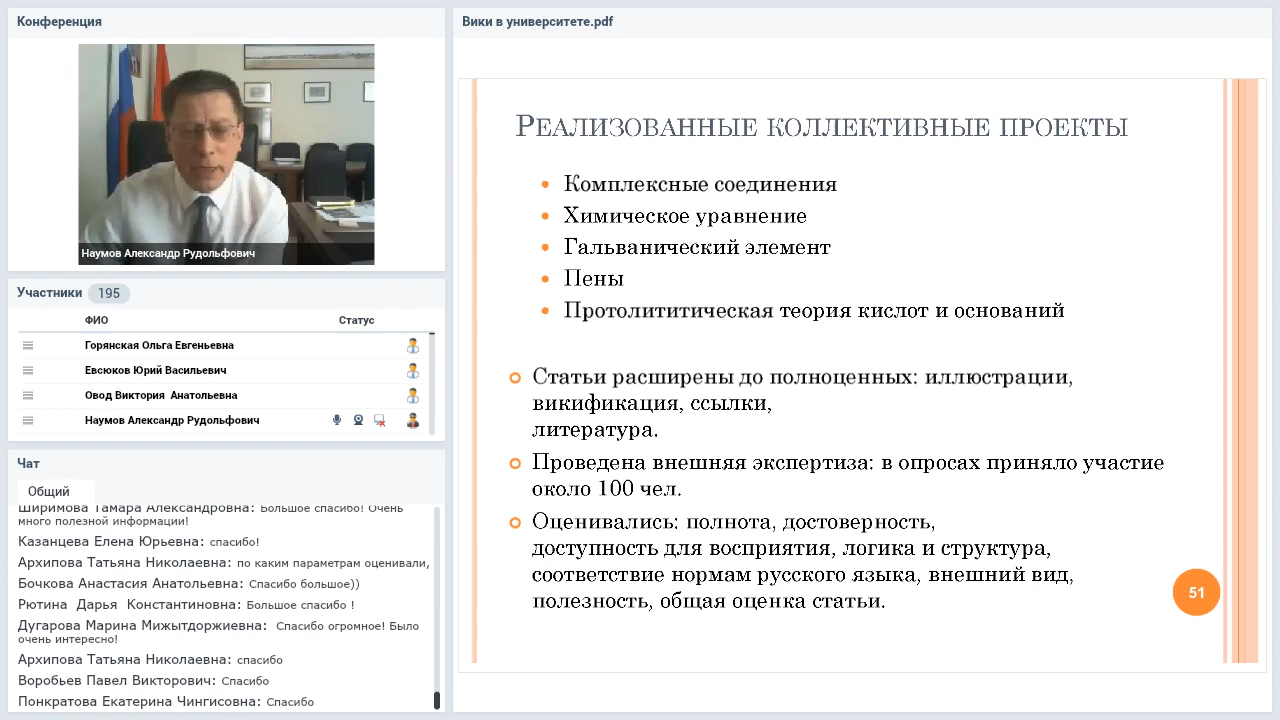 Конференция
Наумов Александр Рудольфович
Участники 195
ФИО Статус
Горянская Ольга Евгеньевна
Евсюков Юрий Васильевич
Овод Виктория Анатольевна
Наумов Александр Рудольфович
Чат
Общий
Ширимова Тамара Александровна: Большое спасибо! Очень
много полезной информации!
Казанцева Елена Юрьевна: спасибо!
Архипова Татьяна Николаевна: по каким параметрам оценивали,
Бочкова Анастасия Анатольевна: Спасибо большое))
Рютина Дарья Константиновна: Большое спасибо !
Дугарова Марина Мижытдоржиевна: Спасибо огромное! Было
очень интересно!
Архипова Татьяна Николаевна: спасибо
Воробьев Павел Викторович: Спасибо
Понкратова Екатерина Чингисовна: Спасибо
Вики в университете.pdf
Реализованные коллективные проекты
Комплексные соединения
Химическое уравнение
Гальванический элемент
Пены
Протолититическая теория кислот и оснований
Статьи расширены до полноценных: иллюстрации,
викификация, ссылки,
литература.
Проведена внешняя экспертиза: в опросах приняло участие
около 100 чел.
Оценивались: полнота, достоверность,
доступность для восприятия, логика и структура,
соответствие нормам русского языка, внешний вид,
полезность, общая оценка статьи.
51